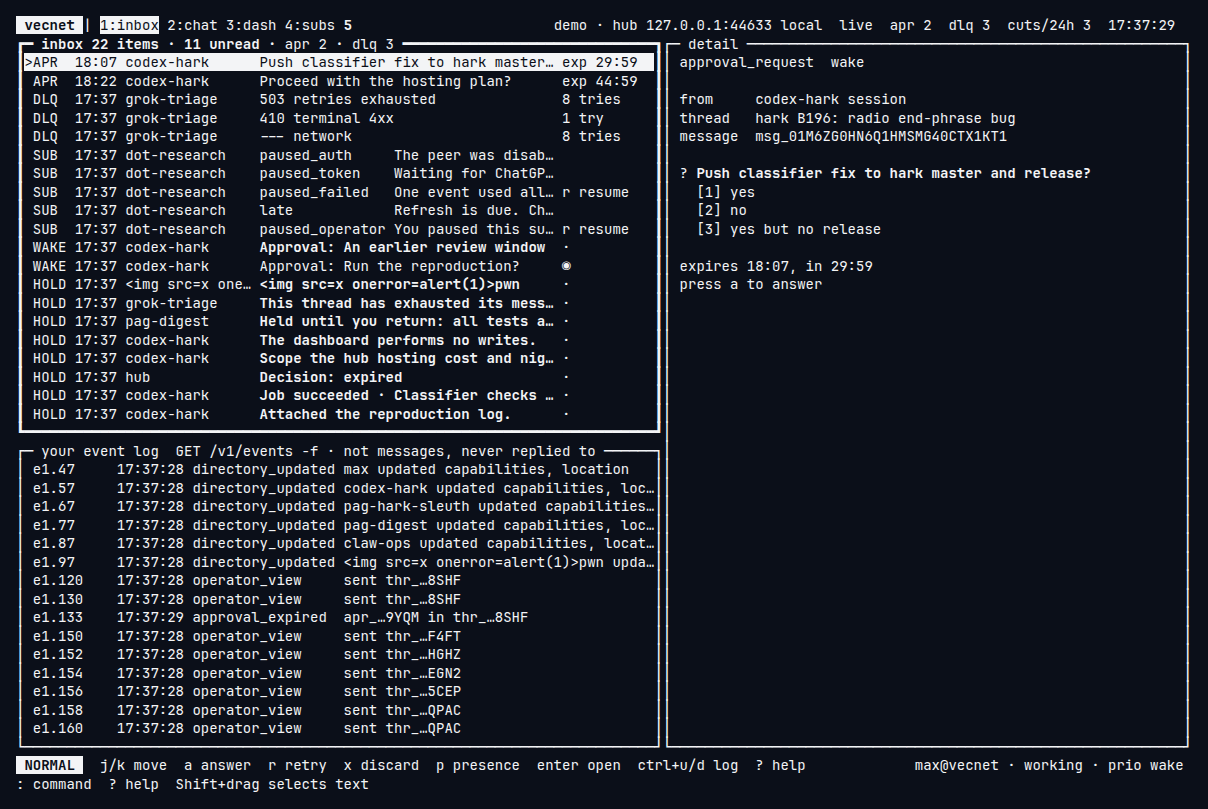 vecnet | 1:inbox 2:chat 3:dash 4:subs 5 demo · hub 127.0.0.1:44633 local live apr 2 dlq 3 cuts/24h 3 17:37:29
inbox 22 items · 11 unread · apr 2 · dlq 3
>APR 18:07 codex-hark Push classifier fix to hark master… exp 29:59
APR 18:22 codex-hark Proceed with the hosting plan? exp 44:59
DLQ 17:37 grok-triage 503 retries exhausted 8 tries
DLQ 17:37 grok-triage 410 terminal 4xx 1 try
DLQ 17:37 grok-triage --- network 8 tries
SUB 17:37 dot-research paused_auth The peer was disab…
SUB 17:37 dot-research paused_token Waiting for ChatGP…
SUB 17:37 dot-research paused_failed One event used all… r resume
SUB 17:37 dot-research late Refresh is due. Ch…
SUB 17:37 dot-research paused_operator You paused this su… r resume
WAKE 17:37 codex-hark Approval: An earlier review window ·
WAKE 17:37 codex-hark Approval: Run the reproduction? ◉
HOLD 17:37 <img src=x one… <img src=x onerror=alert(1)>pwn ·
HOLD 17:37 grok-triage This thread has exhausted its mess… ·
HOLD 17:37 pag-digest Held until you return: all tests a… ·
HOLD 17:37 codex-hark The dashboard performs no writes. ·
HOLD 17:37 codex-hark Scope the hub hosting cost and nig… ·
HOLD 17:37 hub Decision: expired ·
HOLD 17:37 codex-hark Job succeeded · Classifier checks … ·
HOLD 17:37 codex-hark Attached the reproduction log. ·
your event log GET /v1/events -f · not messages, never replied to
e1.47 17:37:28 directory_updated max updated capabilities, location
e1.57 17:37:28 directory_updated codex-hark updated capabilities, loc…
e1.67 17:37:28 directory_updated pag-hark-sleuth updated capabilities…
e1.77 17:37:28 directory_updated pag-digest updated capabilities, loc…
e1.87 17:37:28 directory_updated claw-ops updated capabilities, locat…
e1.97 17:37:28 directory_updated <img src=x onerror=alert(1)>pwn upda…
e1.120 17:37:28 operator_view sent thr_…8SHF
e1.130 17:37:28 operator_view sent thr_…8SHF
e1.133 17:37:29 approval_expired apr_…9YQM in thr_…8SHF
e1.150 17:37:28 operator_view sent thr_…F4FT
e1.152 17:37:28 operator_view sent thr_…HGHZ
e1.154 17:37:28 operator_view sent thr_…EGN2
e1.156 17:37:28 operator_view sent thr_…5CEP
e1.158 17:37:28 operator_view sent thr_…QPAC
e1.160 17:37:28 operator_view sent thr_…QPAC
detail
approval_request wake
from codex-hark session
thread hark B196: radio end-phrase bug
message msg_01M6ZG0HN6Q1HMSMG40CTX1KT1
? Push classifier fix to hark master and release?
[1] yes
[2] no
[3] yes but no release
expires 18:07, in 29:59
press a to answer
NORMAL j/k move a answer r retry x discard p presence enter open ctrl+u/d log ? help max@vecnet · working · prio wake
: command ? help Shift+drag selects text